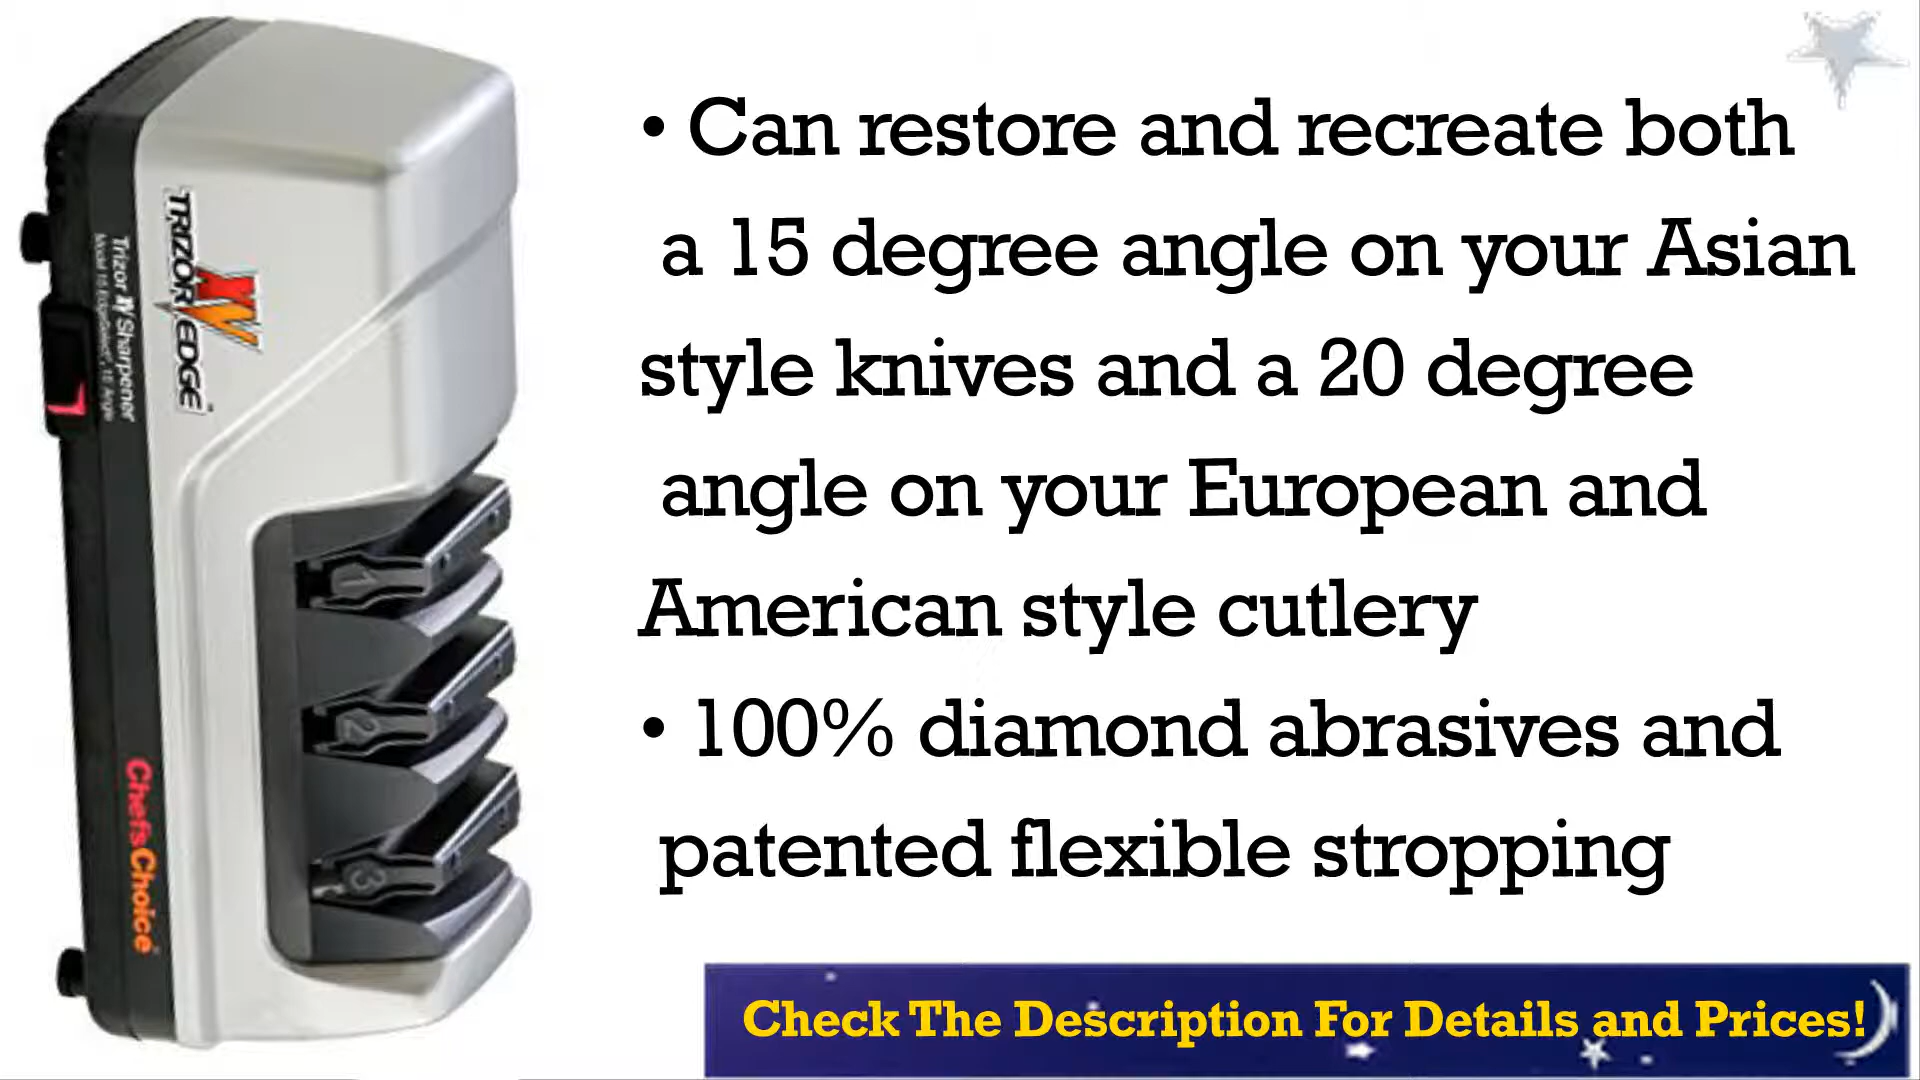 • Can restore and recreate both
a 15 degree angle on your Asian
style knives and a 20 degree
angle on your European and
American style cutlery
• 100% diamond abrasives and
patented flexible stropping
Check The Description For Details and Prices!
TRIZOR EDGE
XV
Trizor XV Sharpener
ChefsChoice
1
2
3